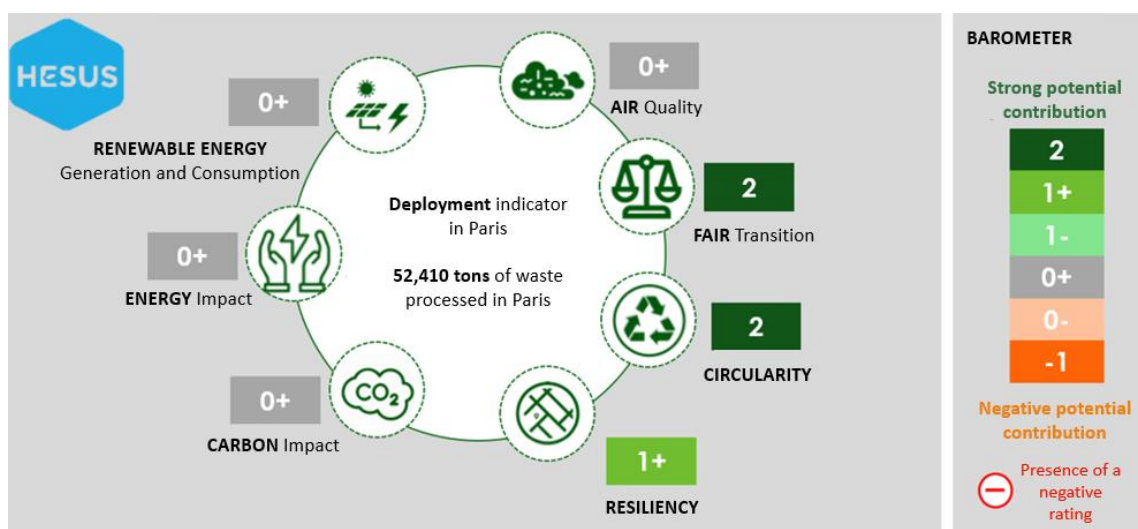 HESUS
0+
RENEWABLE ENERGY
Generation and Consumption
0+
AIR Quality
2
FAIR Transition
Deployment indicator
in Paris
52,410 tons of waste
processed in Paris
0+
ENERGY Impact
2
CIRCULARITY
0+
CO2
CARBON Impact
1+
RESILIENCY
BAROMETER
Strong potential
contribution
2
1+
1-
0+
0-
-1
Negative potential
contribution
Presence of a
negative
rating